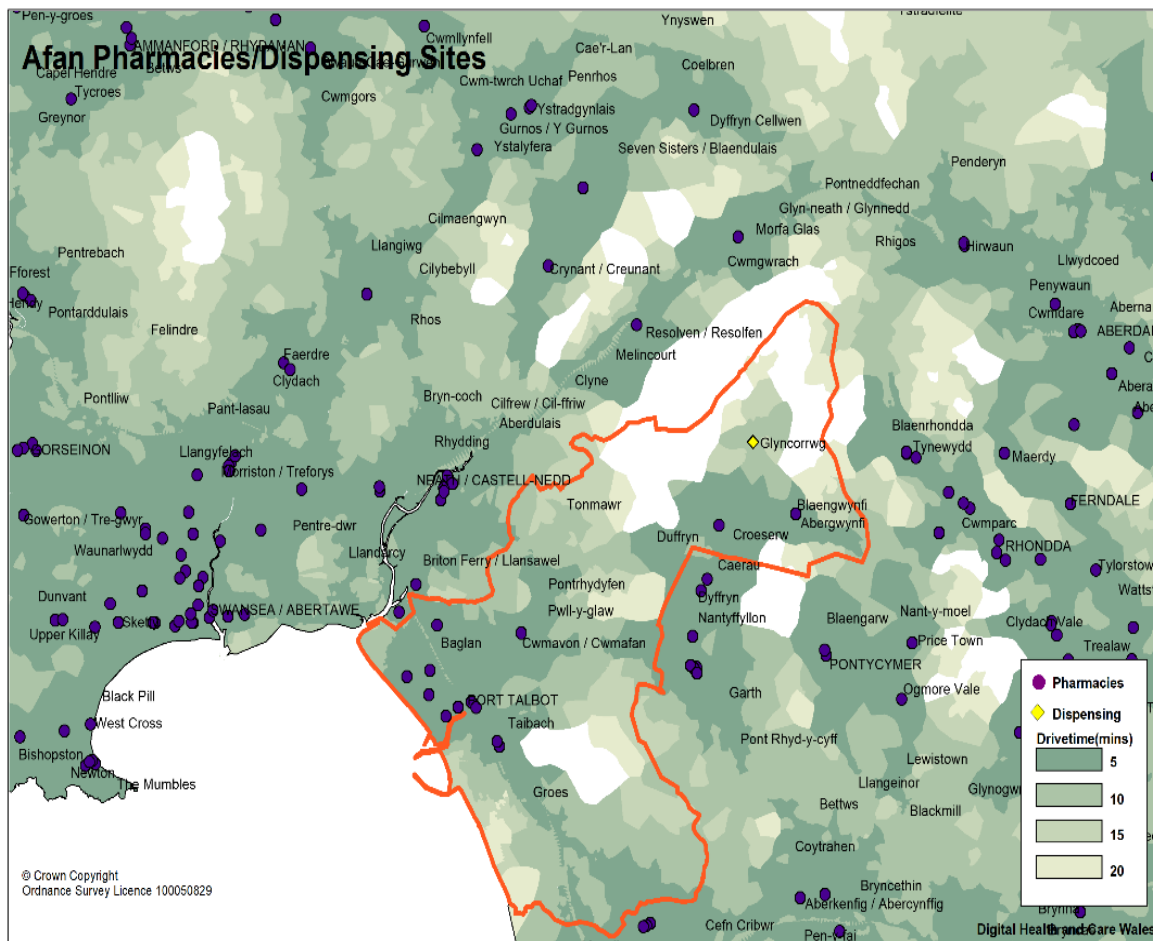 Pen-y-groes
Ynyswen
AMMANFORD / RHYDAMAN
Cwmllynfell
Afan Pharmacies/Dispensing Sites
Cae'r-Lan
Betws
Capel Hendre
Tycroes
Cwm-twrch Uchaf
Penrhos
Coelbren
Greynor
Cwmgors
Ystradgynlais
Gurnos / Y Gurnos
Dyffryn Cellwen
Ystalyfera
Seven Sisters / Blaendulais
Penderyn
Pontneddfechan
Cilmaengwyn
Glyn-neath / Glynnedd
Morfa Glas
Rhigos
Hirwaun
Pentrebach
Llangiwg
Cwmgwrach
Llwydcoed
Fforest
Cilybebyll
Crynant / Creunant
Penywaun
Hendy
Pontarddulais
Rhos
Cwmdare
Felindre
Resolven / Resolfen
ABERDAR
Faerdre
Melincourt
Clydach
Clyne
Pontlliw
Pant-lasau
Bryn-coch
Cilfrew / Cil-ffriw
Aberdulais
Blaenrhondda
GORSEINON
Rhydding
Glyncorrwg
Tynewydd
Llangyfelach
Maerdy
Morriston / Treforys
NEATH / CASTELL-NEDD
Gowerton / Tre-gwyr
Tonmawr
Blaengwynfi
FERNDALE
Pentre-dwr
Abergwynfi
Cwmparc
Waunarlwydd
Llandarcy
Duffryn
Croeserw
RHONDDA
Briton Ferry / Llansawel
Caerau
Tylorstow
Pontrhydyfen
Dunvant
Dyffryn
Watts
SWANSEA / ABERTAWE
Pwll-y-glaw
Nantyffyllon
Blaengarw
Nant-y-moel
Upper Killay
Sketty
Clydach Vale
Baglan
Cwmavon / Cwmafan
Price Town
Trealaw
PONTYCYMER
Black Pill
PORT TALBOT
Garth
Ogmore Vale
West Cross
Taibach
Pont Rhyd-y-cyff
Bishopston
Lewistown
Newton
The Mumbles
Groes
Llangeinor
Glynogwr
Bettws
Blackmill
Coytrahen
Bryncethin
Aberkenfig / Abercynffig
Cefn Cribwr
Pen-y-fai
Brynna
Pharmacies
Dispensing
Drivetime(mins)
5
10
15
20
© Crown Copyright
Ordnance Survey Licence 100050829
Digital Health and Care Wales